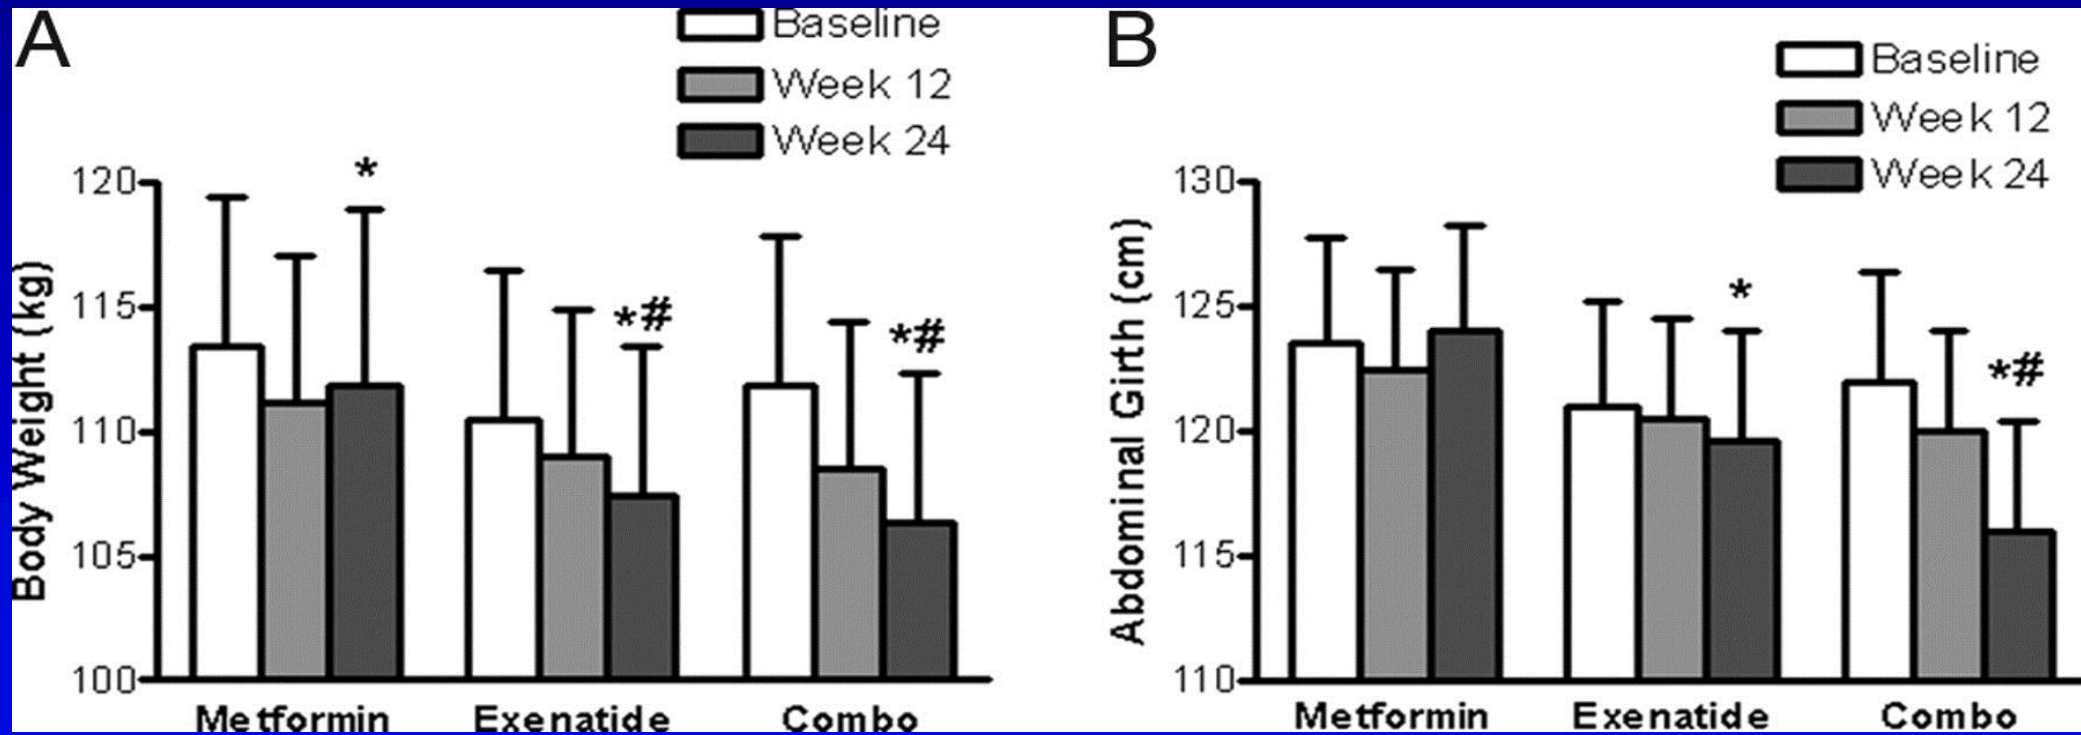 A
Baseline
Week 12
Week 24
Body Weight (kg)
120
115
110
105
100
*
*#
*#
Metformin
Exenatide
Combo
B
Baseline
Week 12
Week 24
Abdominal Girth (cm)
130
125
120
115
110
*
*#
Metformin
Exenatide
Combo